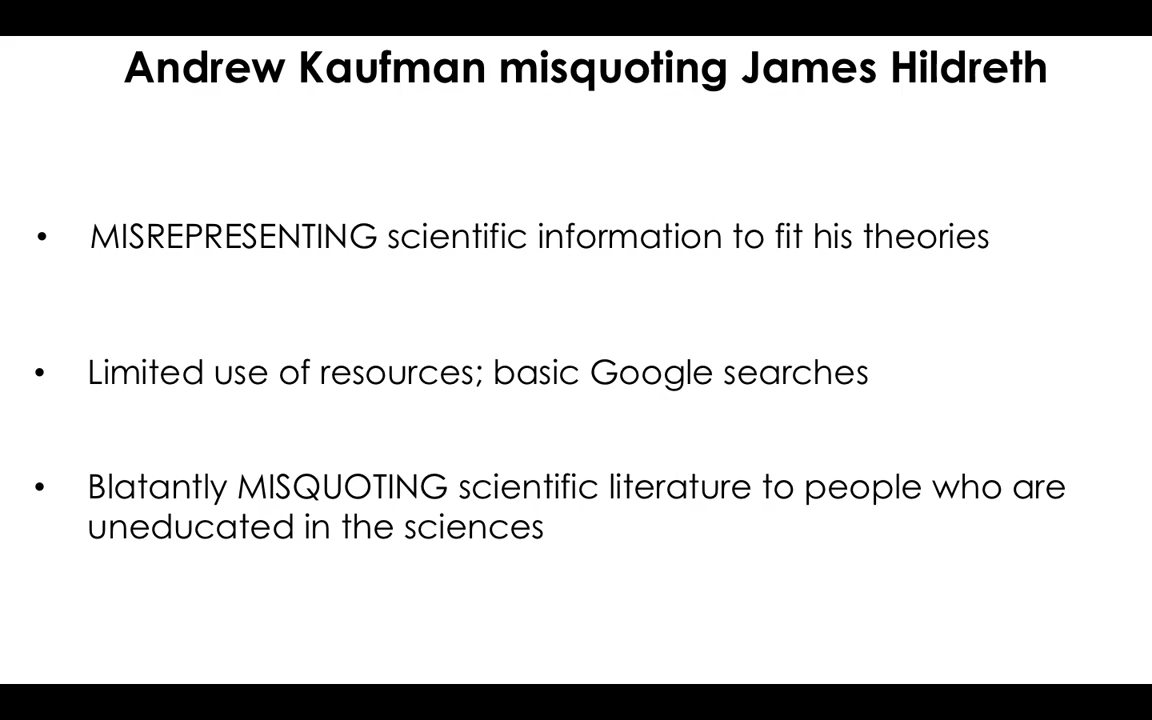 Andrew Kaufman misquoting James Hildreth
• MISREPRESENTING scientific information to fit his theories
• Limited use of resources; basic Google searches
• Blatantly MISQUOTING scientific literature to people who are
uneducated in the sciences